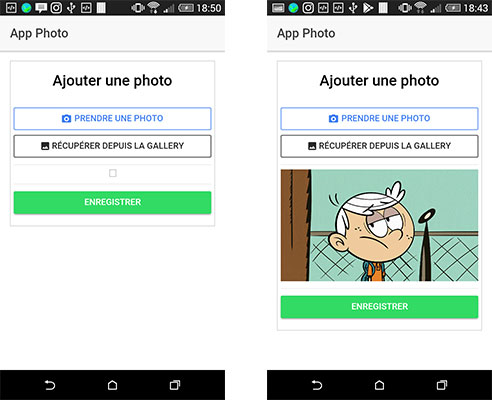 18:50
App Photo
Ajouter une photo
PRENDRE UNE PHOTO
RÉCUPÉRER DEPUIS LA GALLERY
ENREGISTRER
18:43
App Photo
Ajouter une photo
PRENDRE UNE PHOTO
RÉCUPÉRER DEPUIS LA GALLERY
ENREGISTRER